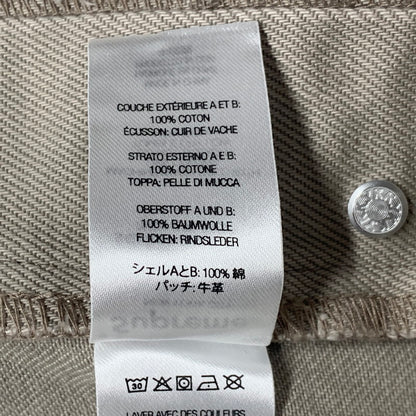 COUCHE EXTÉRIEURE A ET B:
100% COTON
ÉCUSSON: CUIR DE VACHE
STRATO ESTERNO A E B:
100% COTONE
TOPPA: PELLE DI MUCCA
OBERSTOFF A UND B:
100% BAUMWOLLE
FLICKEN: RINDSLEDER
シェルAとB: 100% 綿
パッチ: 牛革
30
LAVER AVEC DES COULEURS